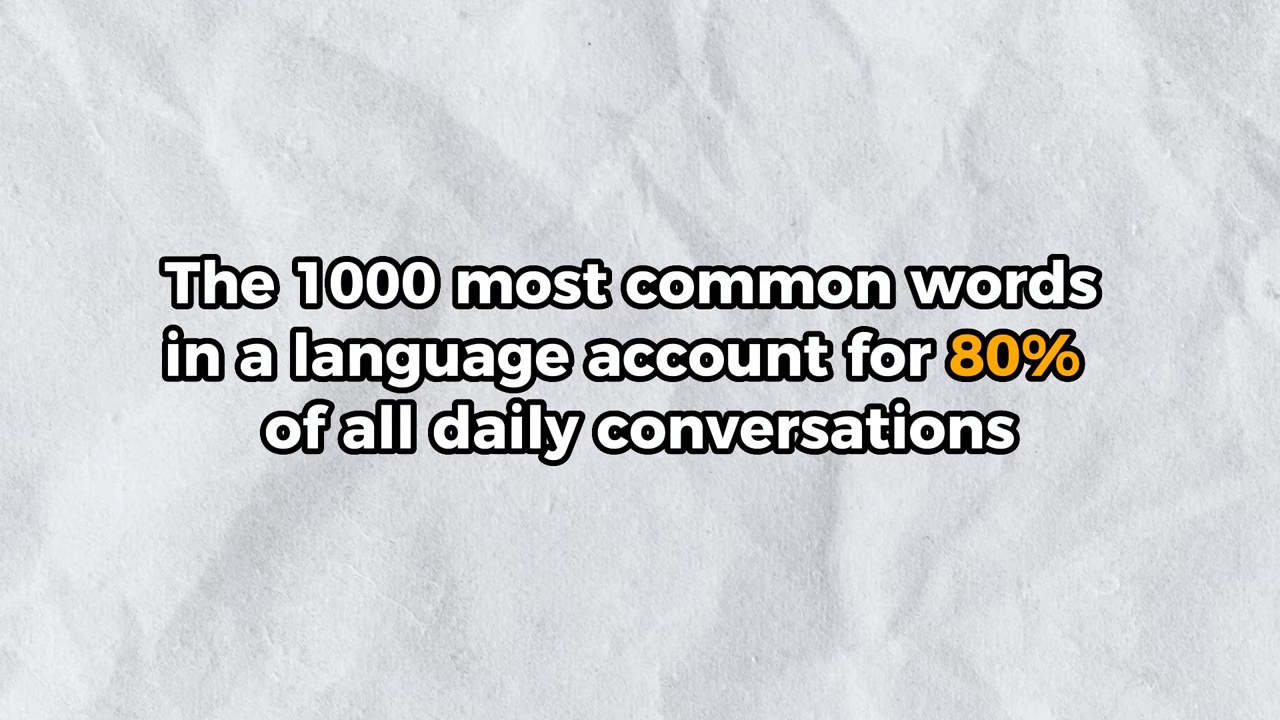 The 1000 most common words
in a language account for 80%
of all daily conversations